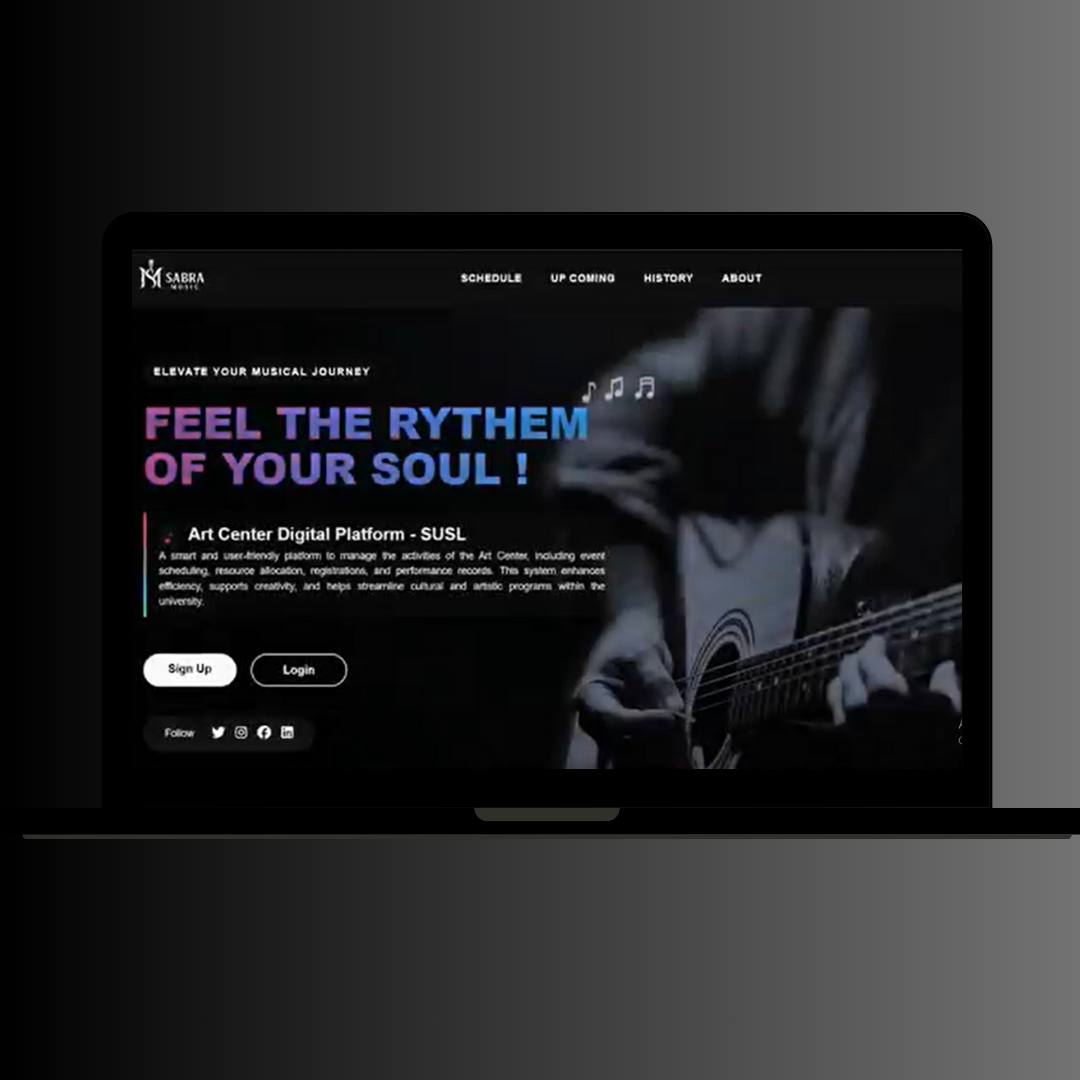 SABRA
MUSIC
SCHEDULE UP COMING HISTORY ABOUT
ELEVATE YOUR MUSICAL JOURNEY
FEEL THE RYTHEM
OF YOUR SOUL !
Art Center Digital Platform - SUSL
A smart and user-friendly platform to manage the activities of the Art Center, including event
scheduling, resource allocation, registrations, and performance records. This system enhances
efficiency, supports creativity, and helps streamline cultural and artistic programs within the
university.
Sign Up Login
Follow